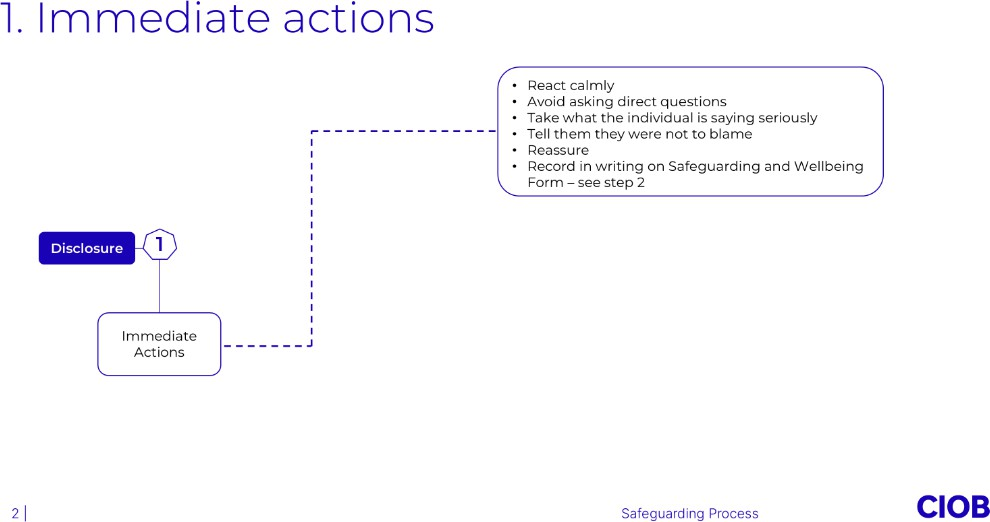 1. Immediate actions
• React calmly
• Avoid asking direct questions
• Take what the individual is saying seriously
• Tell them they were not to blame
• Reassure
• Record in writing on Safeguarding and Wellbeing
Form – see step 2
Disclosure
1
Immediate
Actions
2 |
Safeguarding Process
CIOB